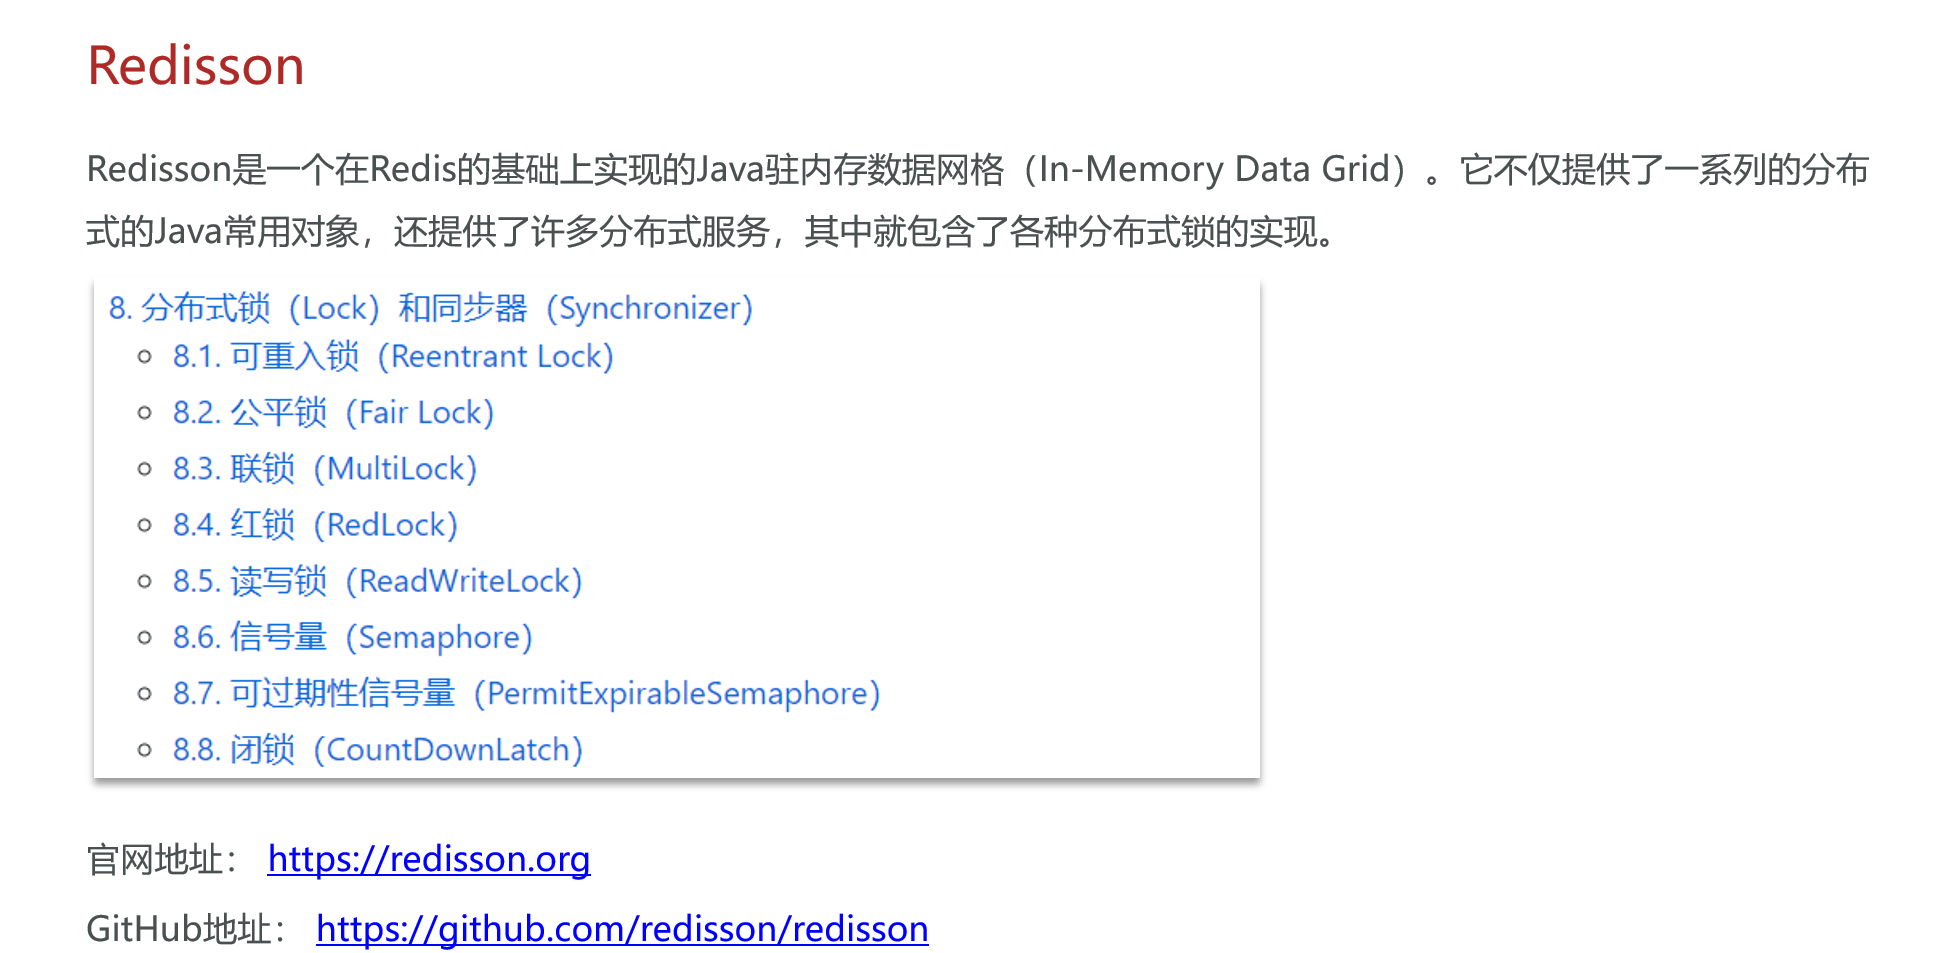 Redisson
Redisson是一个在Redis的基础上实现的Java驻内存数据网格（In-Memory Data Grid）。它不仅提供了一系列的分布
式的Java常用对象，还提供了许多分布式服务，其中就包含了各种分布式锁的实现。
8. 分布式锁（Lock）和同步器（Synchronizer）
8.1. 可重入锁（Reentrant Lock）
8.2. 公平锁（Fair Lock）
8.3. 联锁（MultiLock）
8.4. 红锁（RedLock）
8.5. 读写锁（ReadWriteLock）
8.6. 信号量（Semaphore）
8.7. 可过期性信号量（PermitExpirableSemaphore）
8.8. 闭锁（CountDownLatch）
官网地址： https://redisson.org
GitHub地址： https://github.com/redisson/redisson